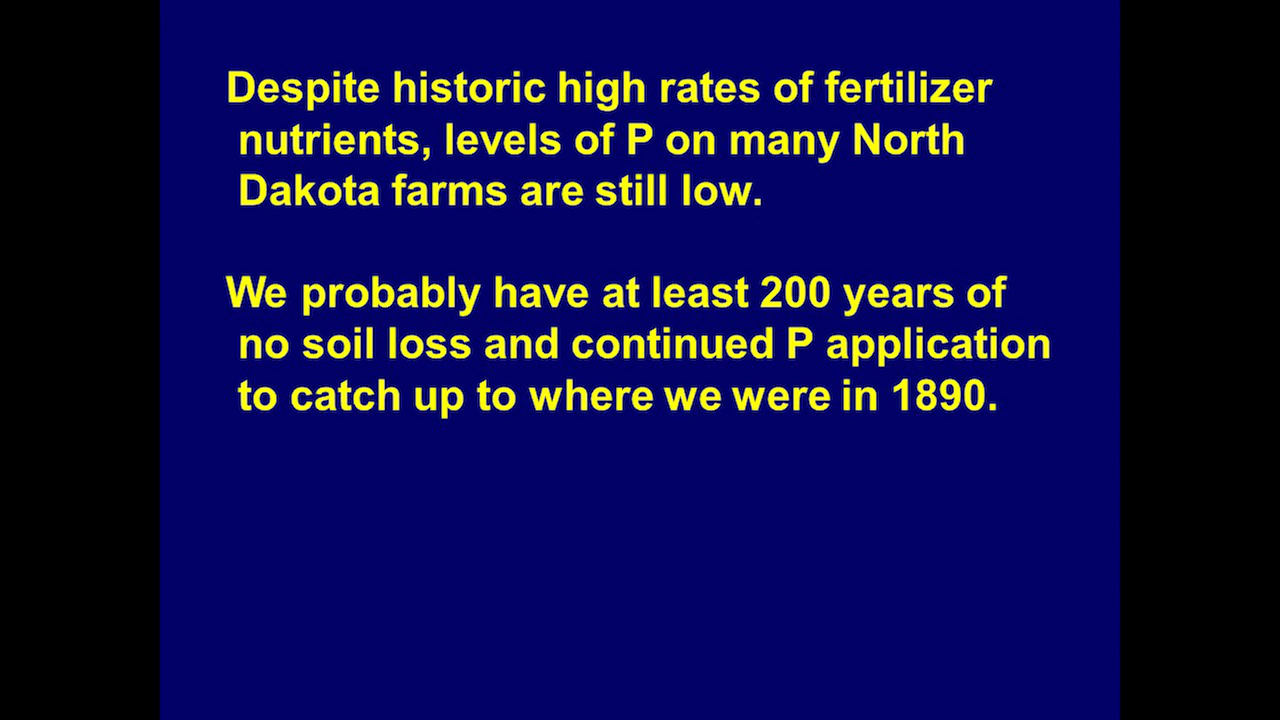 Despite historic high rates of fertilizer
nutrients, levels of P on many North
Dakota farms are still low.
We probably have at least 200 years of
no soil loss and continued P application
to catch up to where we were in 1890.